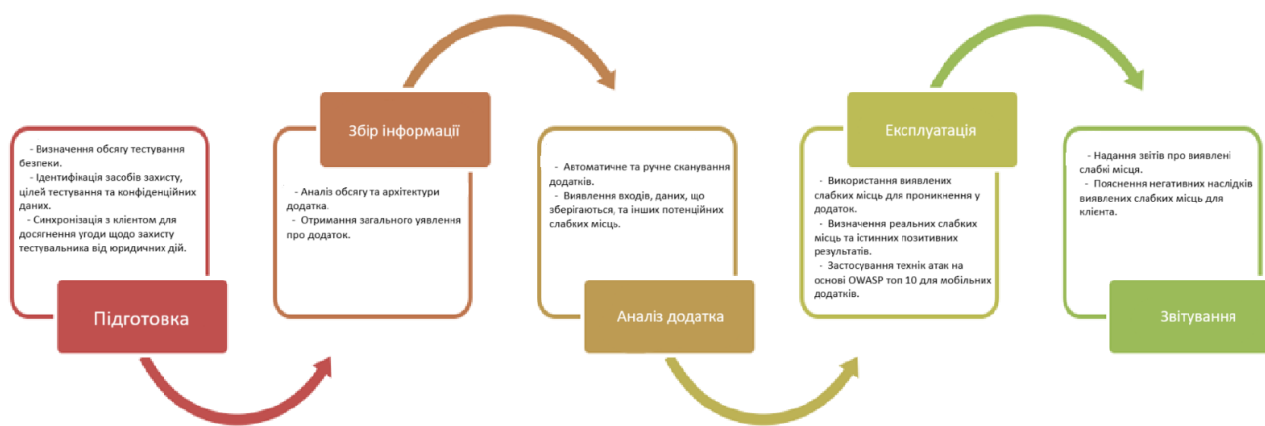 - Визначення обсягу тестування
безпеки.
- Ідентифікація засобів захисту,
цілей тестування та конфіденційних
даних.
- Синхронізація з клієнтом для
досягнення угоди щодо захисту
тестувальника від юридичних дій.
Підготовка
Збір інформації
- Аналіз обсягу та архітектури
додатка.
- Отримання загального уявлення
про додаток.
- Автоматичне та ручне сканування
додатків.
- Виявлення входів, даних, що
зберігаються, та інших потенційних
слабких місць.
Аналіз додатка
Експлуатація
- Використання виявлених
слабких місць для проникнення у
додаток.
- Визначення реальних слабких
місць та істинних позитивних
результатів.
- Застосування технік атак на
основі OWASP топ 10 для мобільних
додатків.
- Надання звітів про виявлені
слабкі місця.
- Пояснення негативних наслідків
виявлених слабких місць для
клієнта.
Звітування